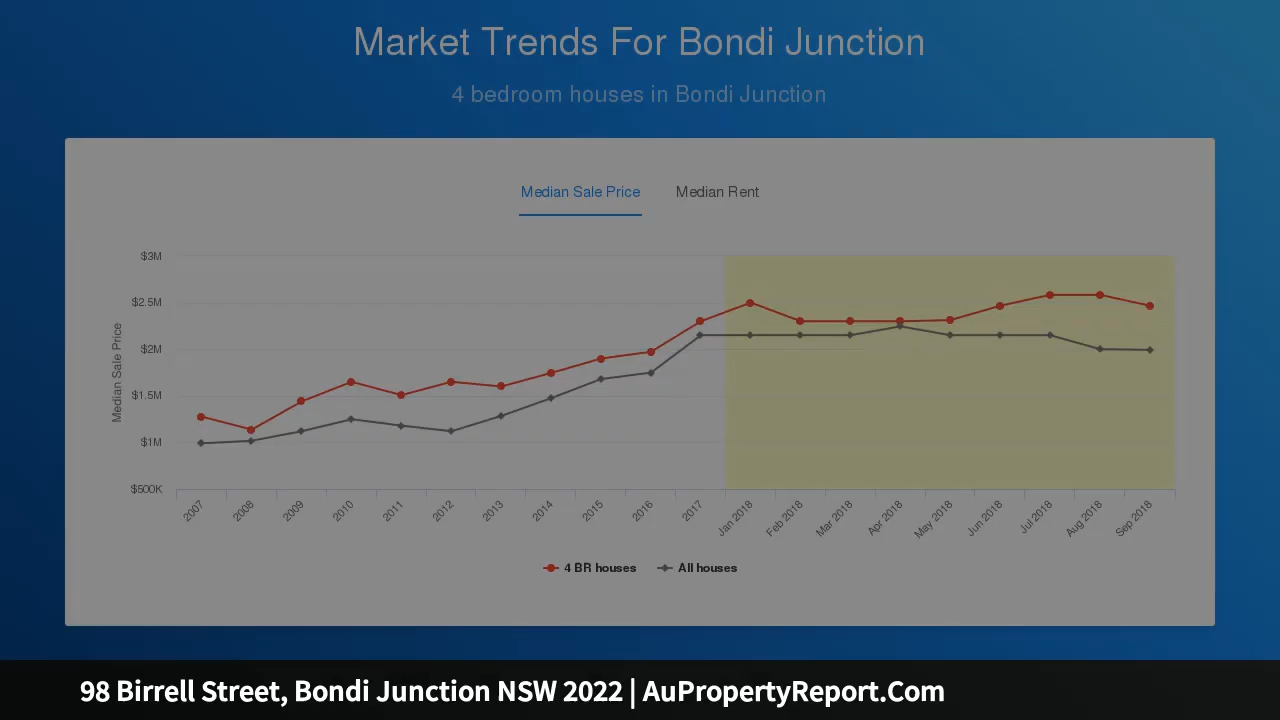 Market Trends For Bondi Junction
4 bedroom houses in Bondi Junction
Median Sale Price Median Rent
Median Sale Price
$3M
$2.5M
$2M
$1.5M
$1M
$500K
2007 2008 2009 2010 2011 2012 2013 2014 2015 2016 2017 Jan 2018 Feb 2018 Mar 2018 Apr 2018 May 2018 Jun 2018 Jul 2018 Aug 2018 Sep 2018
4 BR houses All houses
98 Birrell Street, Bondi Junction NSW 2022 | AuPropertyReport.Com